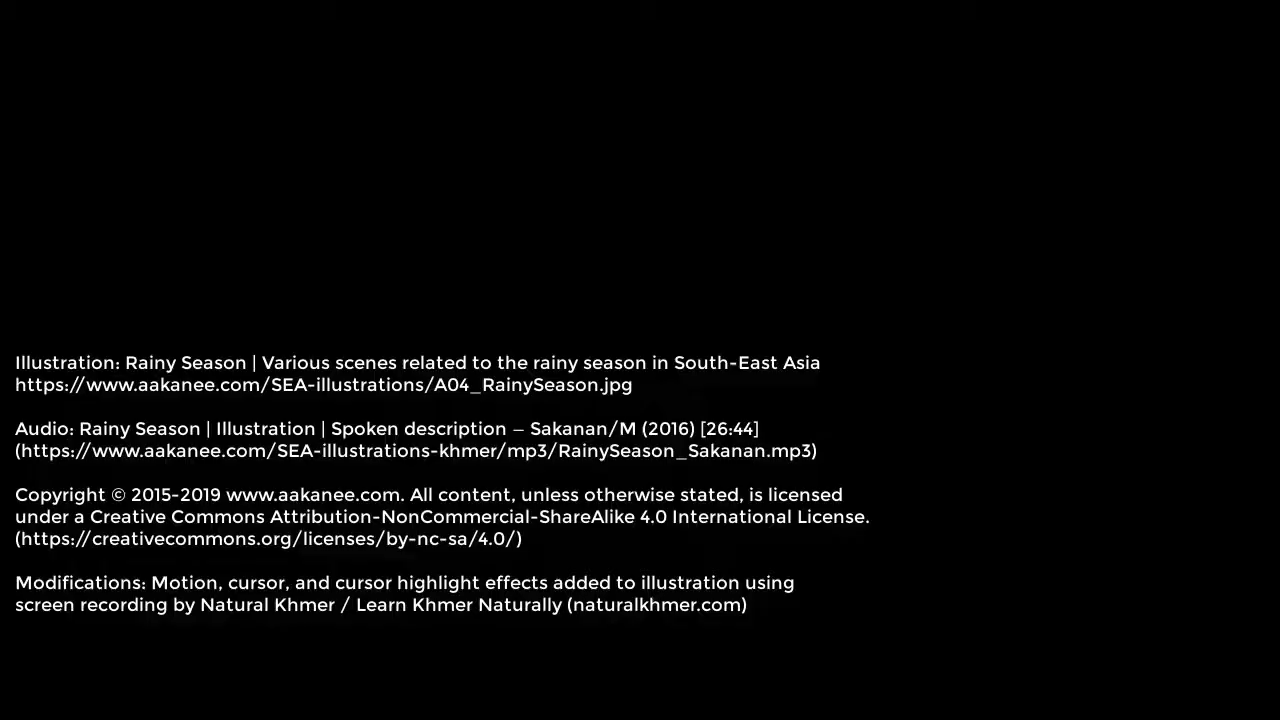 Illustration: Rainy Season | Various scenes related to the rainy season in South-East Asia
https://www.aakanee.com/SEA-illustrations/A04_RainySeason.jpg
Audio: Rainy Season | Illustration | Spoken description – Sakanan/M (2016) [26:44]
(https://www.aakanee.com/SEA-illustrations-khmer/mp3/RainySeason_Sakanan.mp3)
Copyright © 2015-2019 www.aakanee.com. All content, unless otherwise stated, is licensed
under a Creative Commons Attribution-NonCommercial-ShareAlike 4.0 International License.
(https://creativecommons.org/licenses/by-nc-sa/4.0/)
Modifications: Motion, cursor, and cursor highlight effects added to illustration using
screen recording by Natural Khmer / Learn Khmer Naturally (naturalkhmer.com)